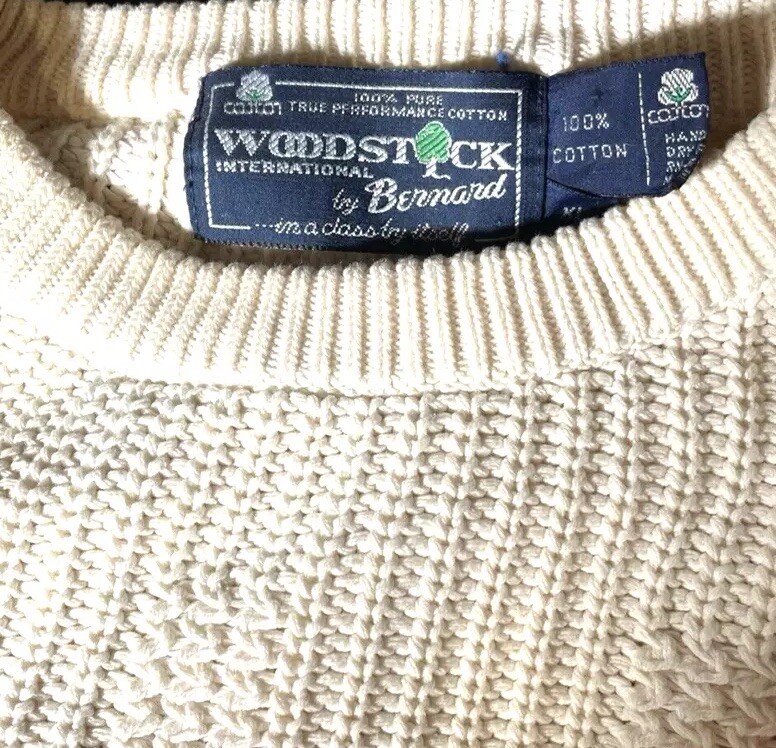 100% PURE
cotton TRUE PERFORMANCE COTTON
WOODSTOCK
INTERNATIONAL
by Bernard
...in a class by itself
100%
COTTON
cotton
HAND
DRY